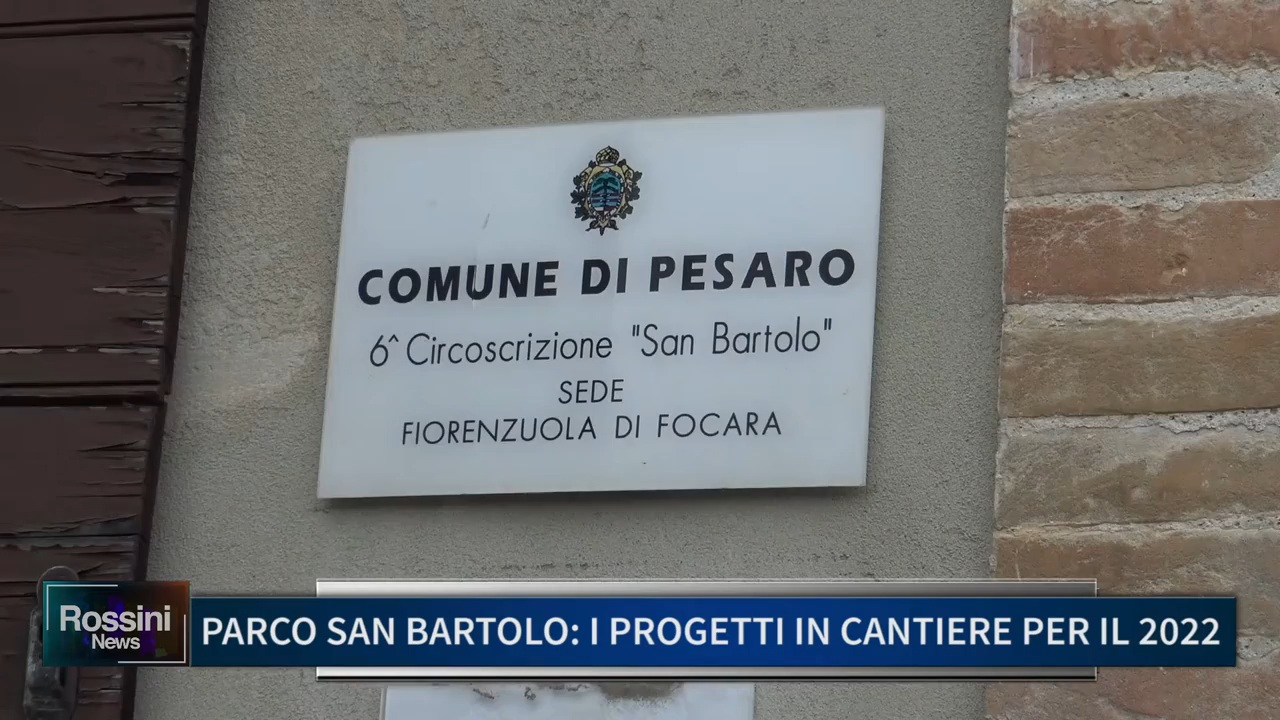 COMUNE DI PESARO
6^ Circoscrizione "San Bartolo"
SEDE
FIORENZUOLA DI FOCARA
Rossini
News
PARCO SAN BARTOLO: I PROGETTI IN CANTIERE PER IL 2022